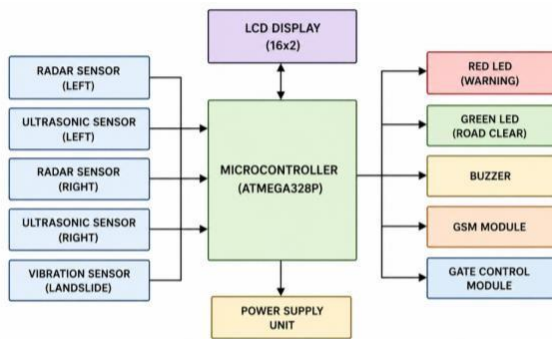 LCD DISPLAY
(16x2)
RADAR SENSOR
(LEFT)
ULTRASONIC SENSOR
(LEFT)
RADAR SENSOR
(RIGHT)
ULTRASONIC SENSOR
(RIGHT)
VIBRATION SENSOR
(LANDSLIDE)
MICROCONTROLLER
(ATMEGA328P)
RED LED
(WARNING)
GREEN LED
(ROAD CLEAR)
BUZZER
GSM MODULE
GATE CONTROL
MODULE
POWER SUPPLY
UNIT